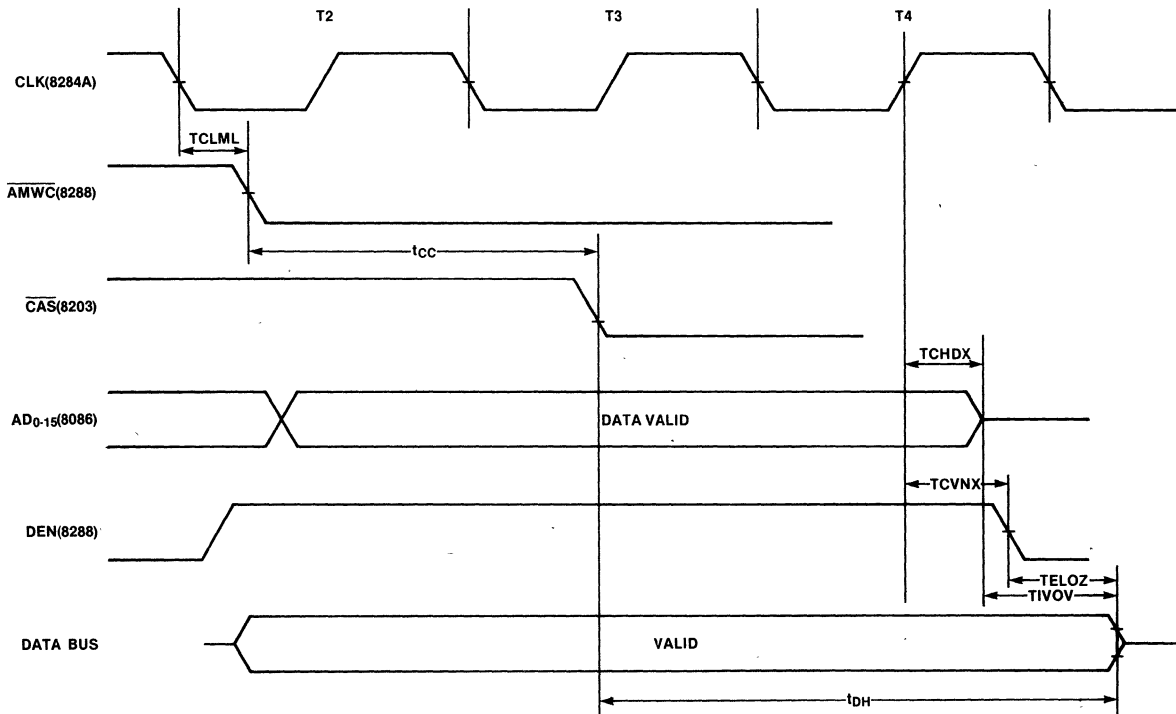 T2 T3 T4
CLK(8284A)
TCLML
AMWC(8288)
tCC
CAS(8203)
TCHDX
AD0-15(8086)
DATA VALID
TCVNX
DEN(8288)
TELOZ
TIVOV
DATA BUS
VALID
tDH